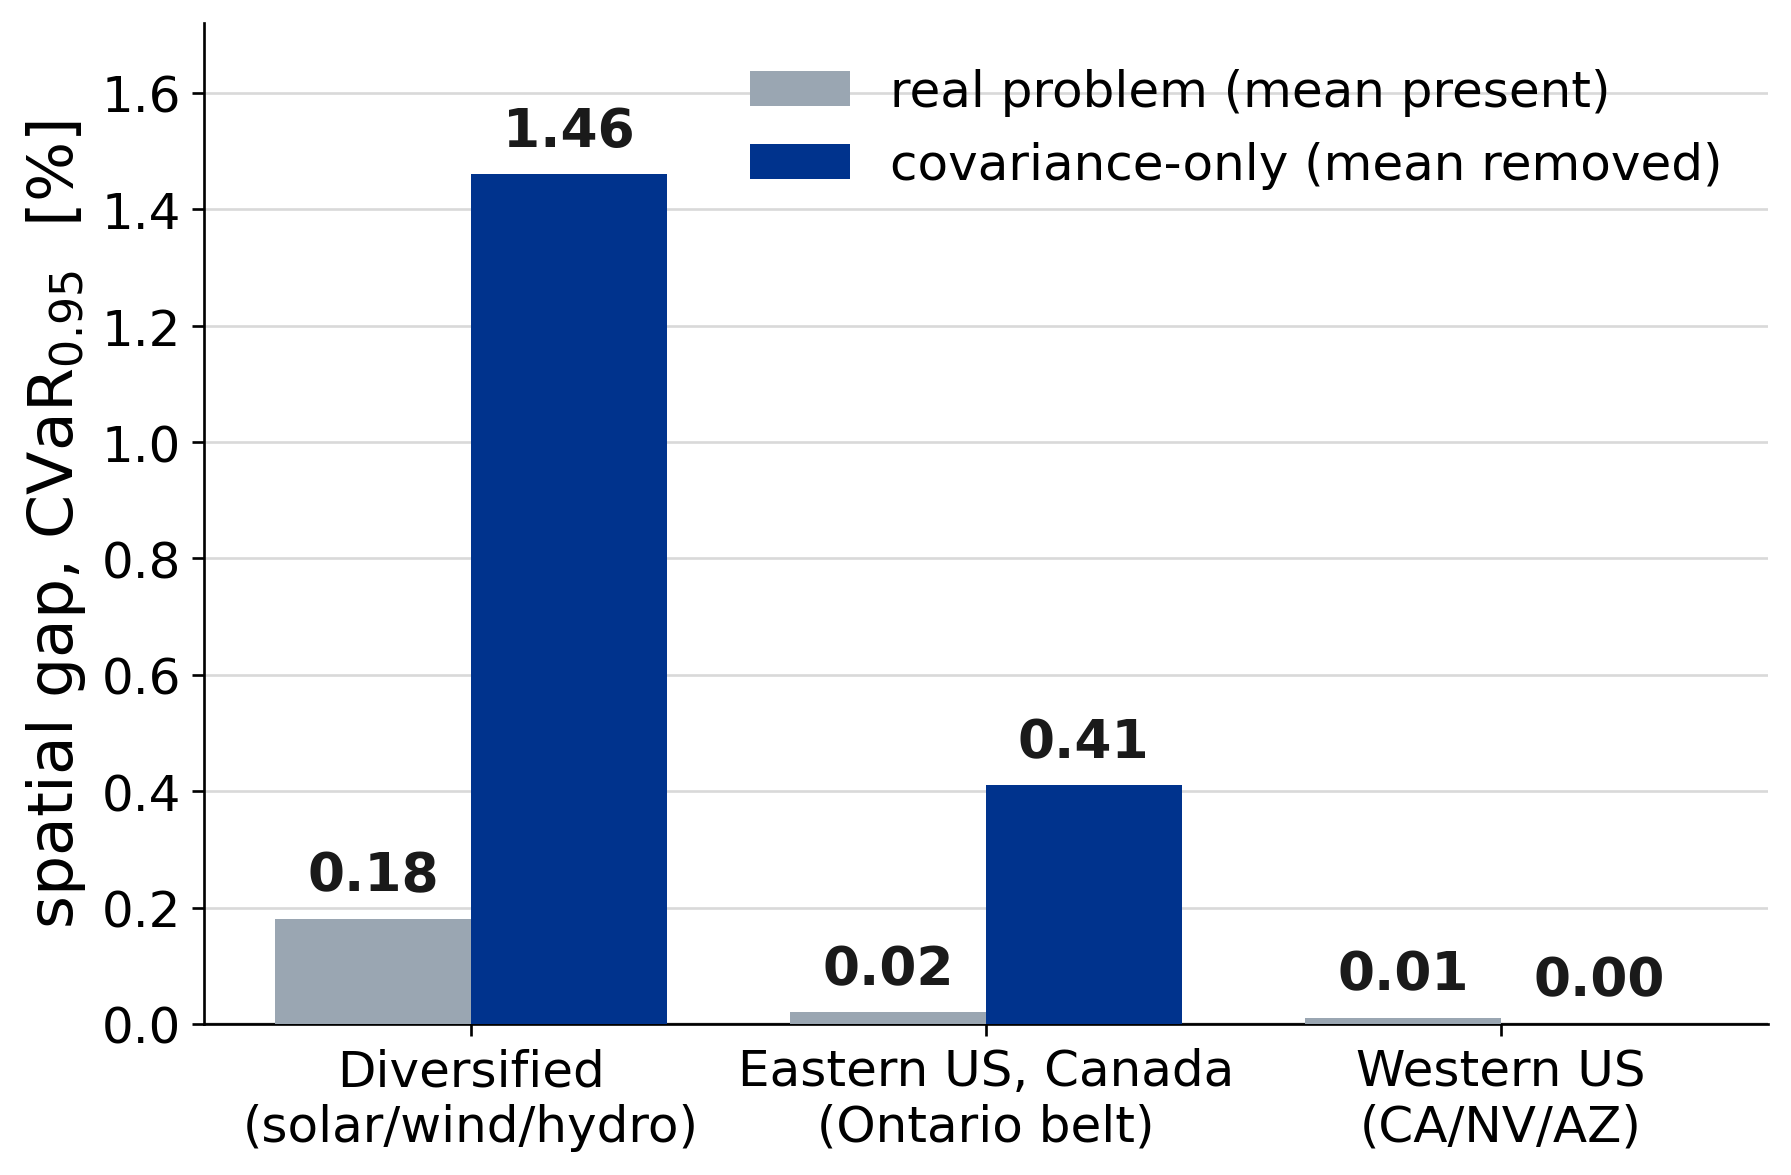 spatial gap, CVaR0.95 [%]
1.6
1.4
1.2
1.0
0.8
0.6
0.4
0.2
0.0
real problem (mean present)
covariance-only (mean removed)
1.46
0.18
0.41
0.02
0.01
0.00
Diversified
(solar/wind/hydro)
Eastern US, Canada
(Ontario belt)
Western US
(CA/NV/AZ)